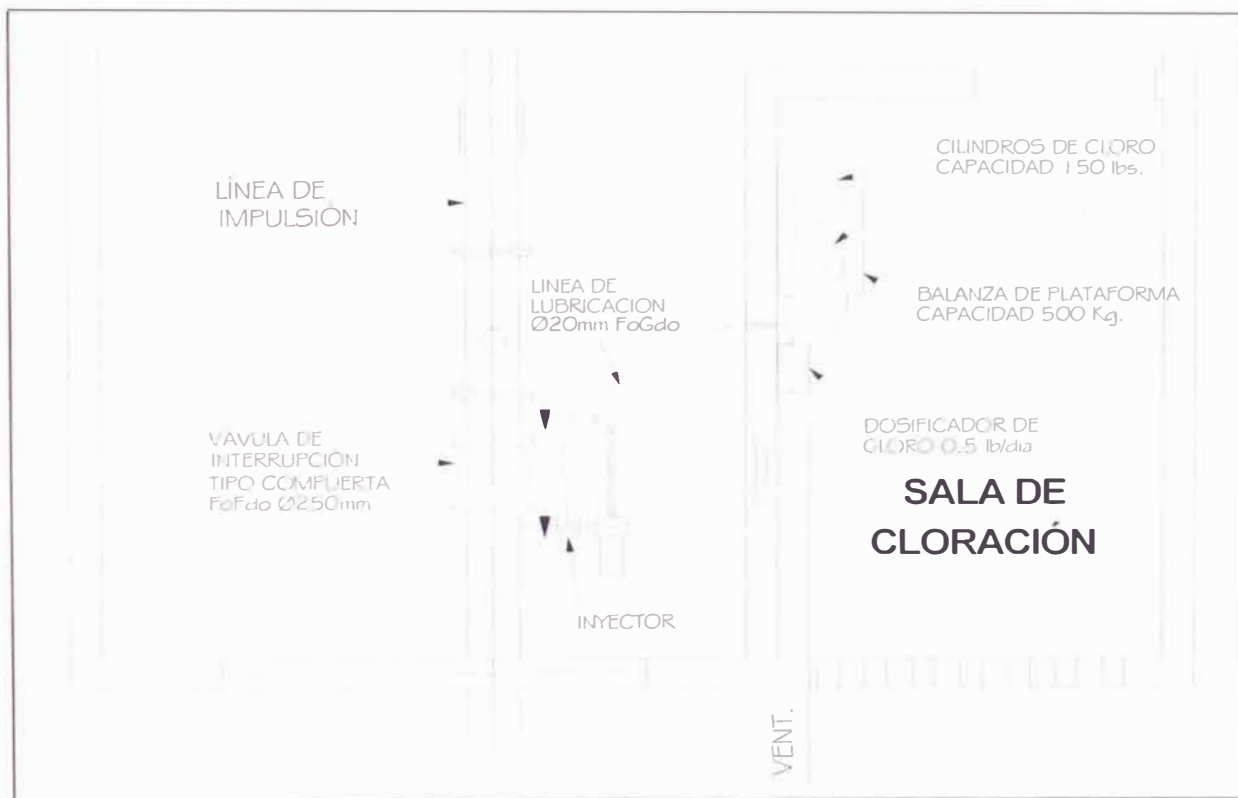 LÍNEA DE
IMPULSIÓN
LINEA DE
LUBRICACION
Ø20mm FoGdo
VAVULA DE
INTERRUPCIÓN
TIPO COMPUERTA
FoFdo Ø250mm
INYECTOR
CILINDROS DE CLORO
CAPACIDAD 150 lbs.
BALANZA DE PLATAFORMA
CAPACIDAD 500 Kg.
DOSIFICADOR DE
CLORO 0.5 lb/dia
SALA DE
CLORACIÓN
VENT.